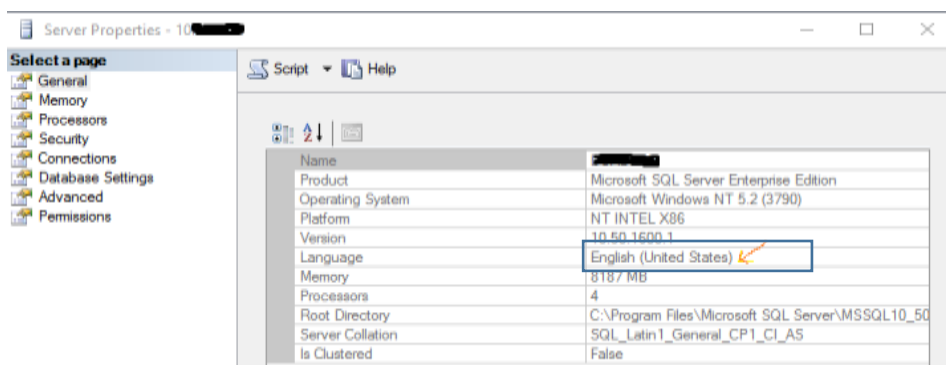 Server Properties - 10
Select a page
General
Memory
Processors
Security
Connections
Database Settings
Advanced
Permissions
Script Help
Name
Product Microsoft SQL Server Enterprise Edition
Operating System Microsoft Windows NT 5.2 (3790)
Platform NT INTEL X86
Version 10.50.1600.1
Language English (United States)
Memory 8187 MB
Processors 4
Root Directory C:\Program Files\Microsoft SQL Server\MSSQL10_50
Server Collation SQL_Latin1_General_CP1_CI_AS
Is Clustered False